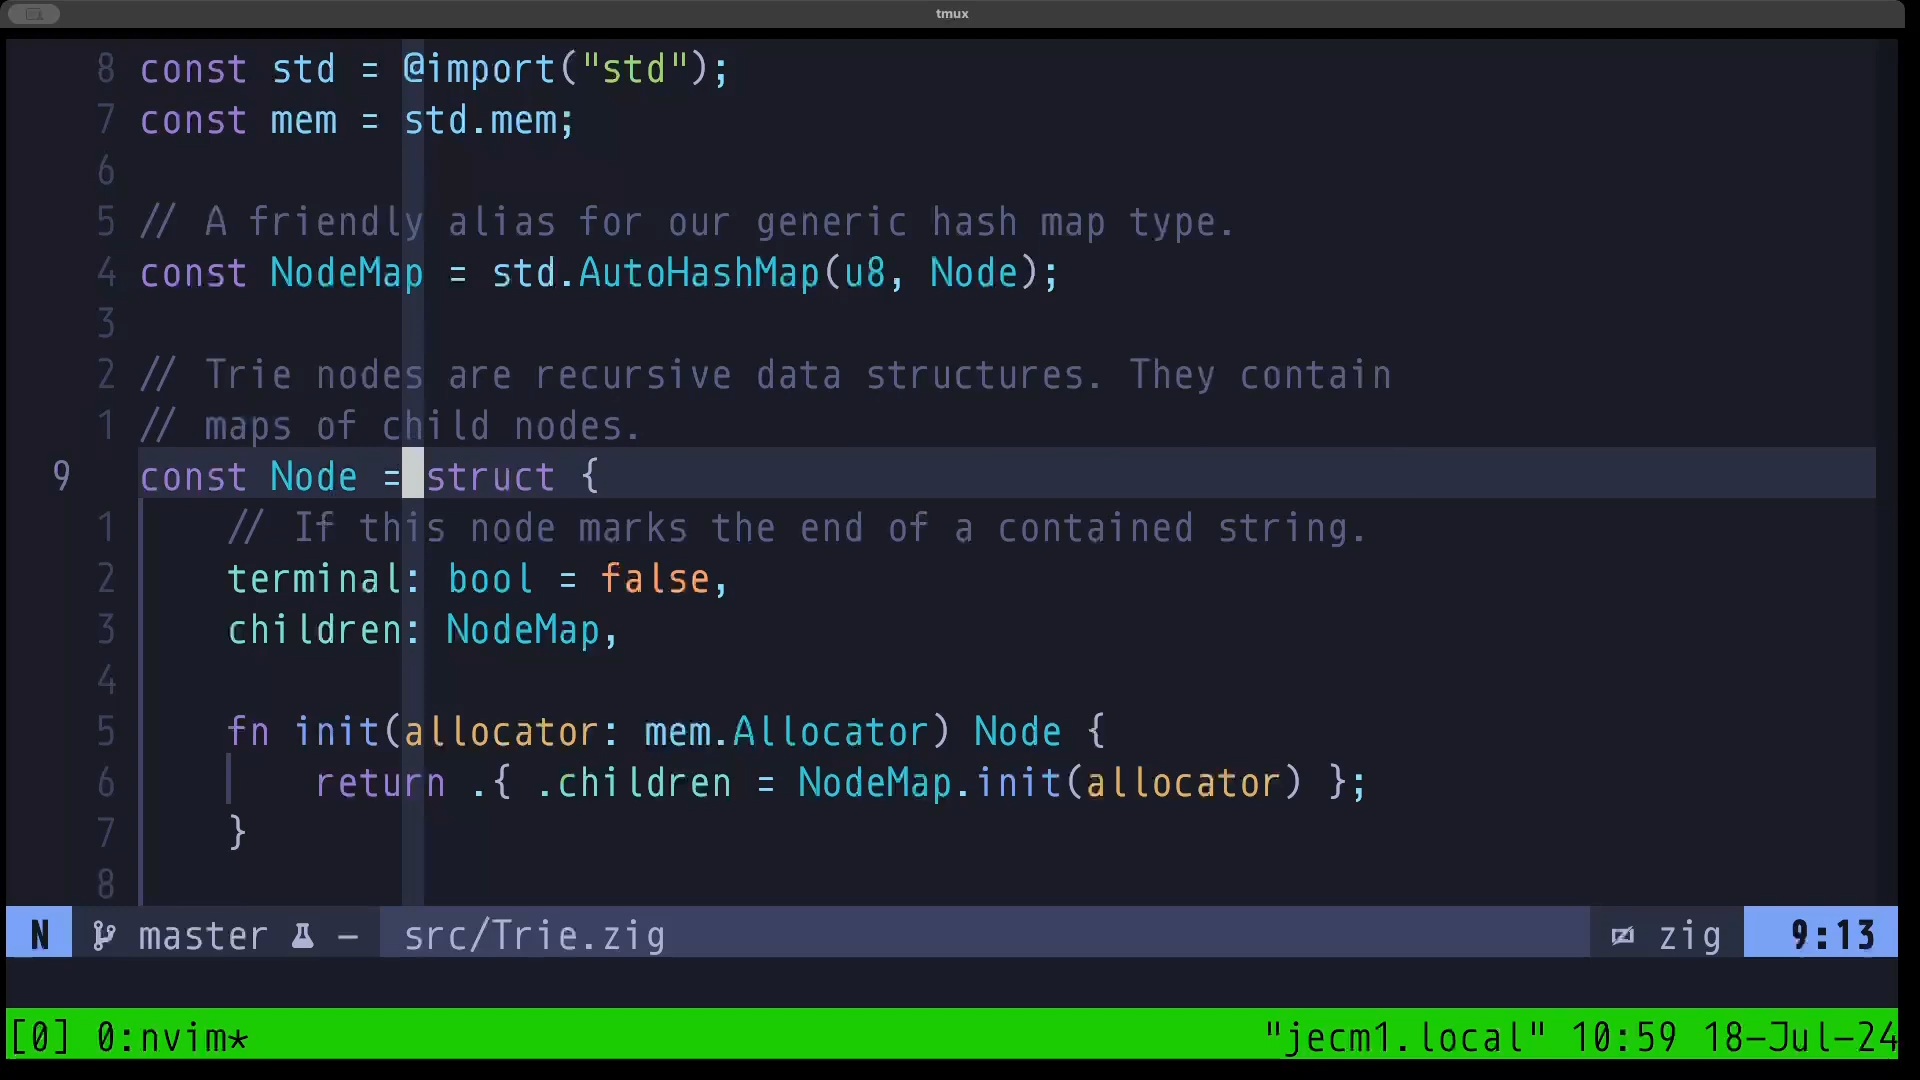 tmux
8 const std = @import("std");
7 const mem = std.mem;
6
5 // A friendly alias for our generic hash map type.
4 const NodeMap = std.AutoHashMap(u8, Node);
3
2 // Trie nodes are recursive data structures. They contain
1 // maps of child nodes.
9 const Node = struct {
1 // If this node marks the end of a contained string.
2 terminal: bool = false,
3 children: NodeMap,
4
5 fn init(allocator: mem.Allocator) Node {
6 return .{ .children = NodeMap.init(allocator) };
7 }
8
N master – src/Trie.zig zig 9:13
[0] 0:nvim* "jecm1.local" 10:59 18-Jul-24